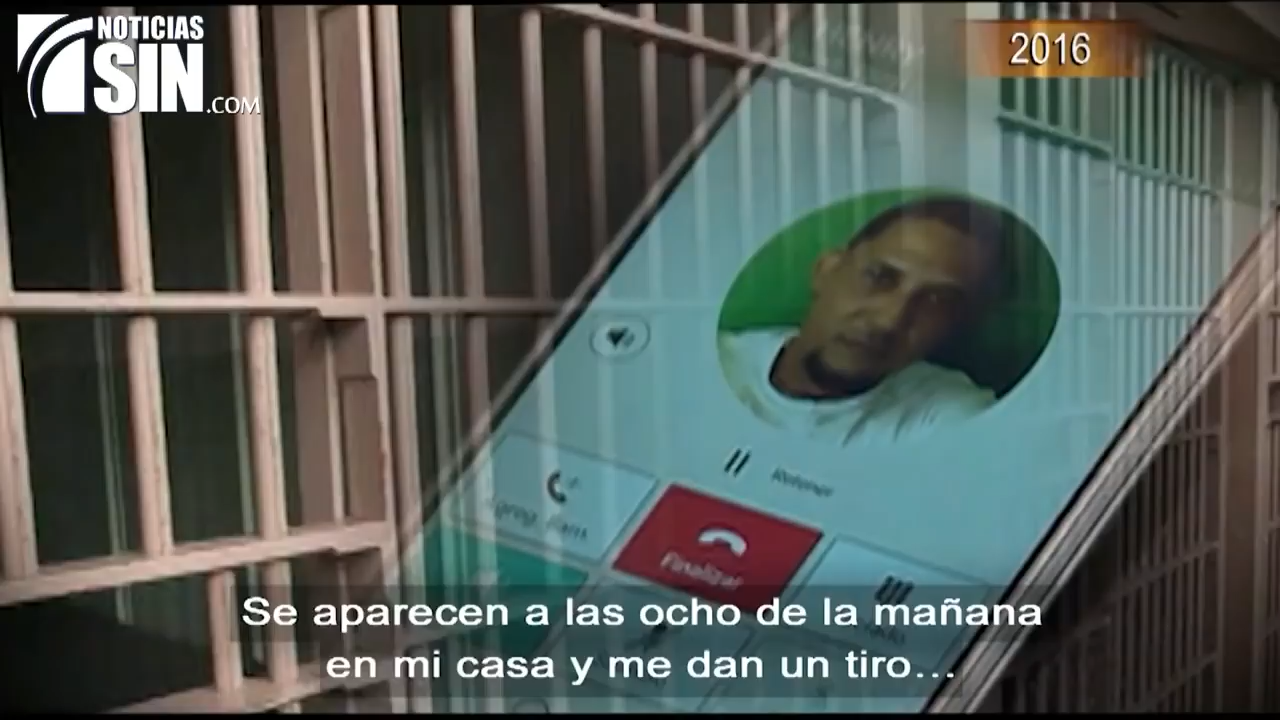 NOTICIAS
SIN.COM
2016
Retener
Finalizar
Se aparecen a las ocho de la mañana
en mi casa y me dan un tiro...